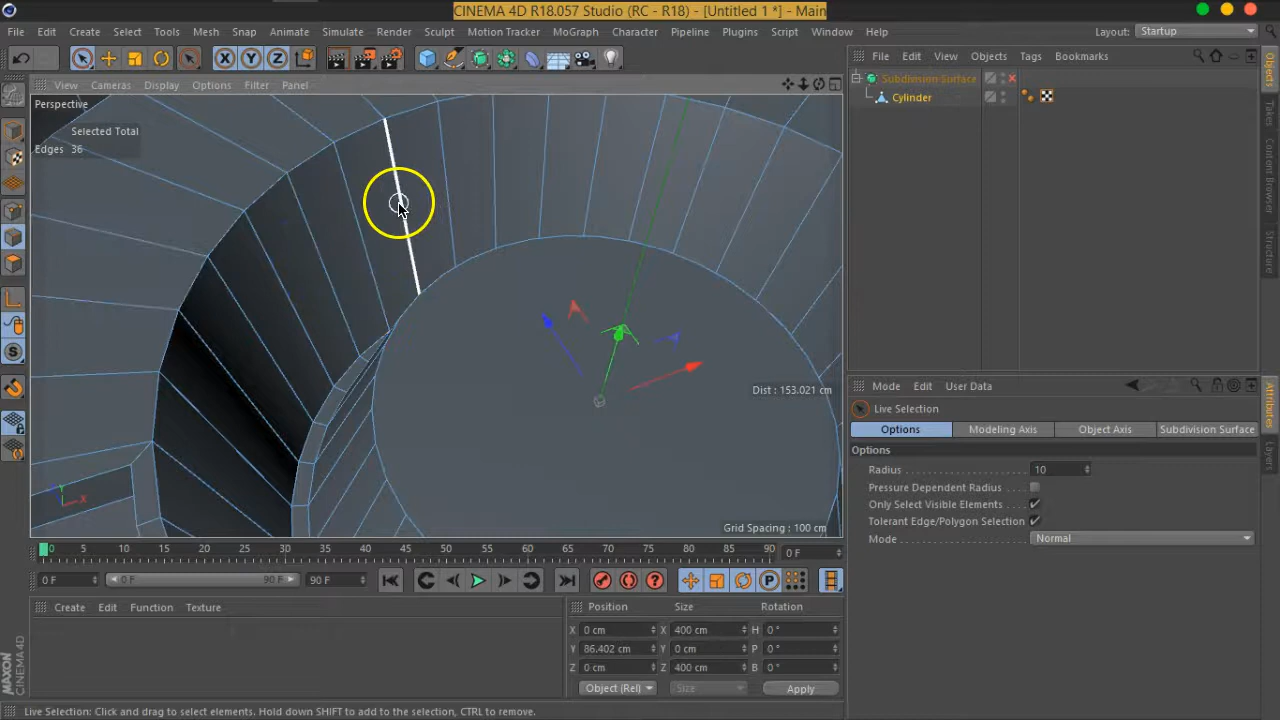 CINEMA 4D R18.057 Studio (RC - R18) - [Untitled 1 *] - Main
File Edit Create Select Tools Mesh Snap Animate Simulate Render Sculpt Motion Tracker MoGraph Character Pipeline Plugins Script Window Help Layout: Startup
X Y Z
View Cameras Display Options Filter Panel
File Edit View Objects Tags Bookmarks
Perspective
Selected Total
Edges 36
Subdivision Surface
Cylinder
Objects
Takes
Content Browser
Structure
Dist : 153.021 cm
Y
X
Grid Spacing : 100 cm
Mode Edit User Data
Live Selection
Options Modeling Axis Object Axis Subdivision Surface
Options
Radius 10
Pressure Dependent Radius
Only Select Visible Elements
Tolerant Edge/Polygon Selection
Mode Normal
Attributes
Layers
0 5 10 15 20 25 30 35 40 45 50 55 60 65 70 75 80 85 90 0 F
0 F 0 F 90 F 90 F
Create Edit Function Texture
Position Size Rotation
X 0 cm X 400 cm H 0 °
Y 86.402 cm Y 0 cm P 0 °
Z 0 cm Z 400 cm B 0 °
Object (Rel) Size Apply
MAXON CINEMA 4D
Live Selection: Click and drag to select elements. Hold down SHIFT to add to the selection, CTRL to remove.